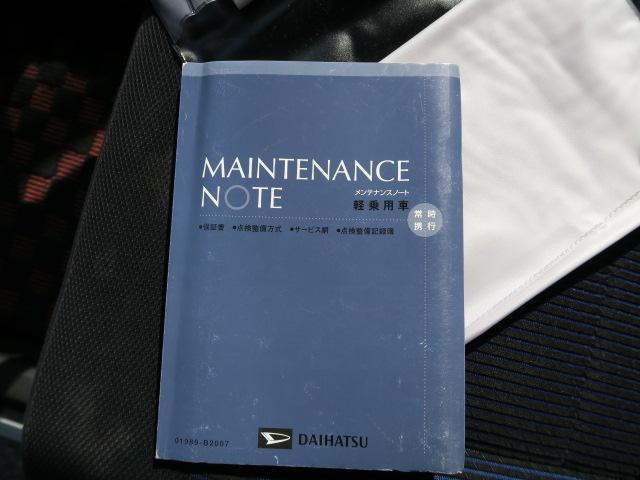 MAINTENANCE
NOTE
メンテナンスノート
軽乗用車
常時
携行
●保証書 ●点検整備方式 ●サービス網 ●点検整備記録簿
01989-B2007
DAIHATSU